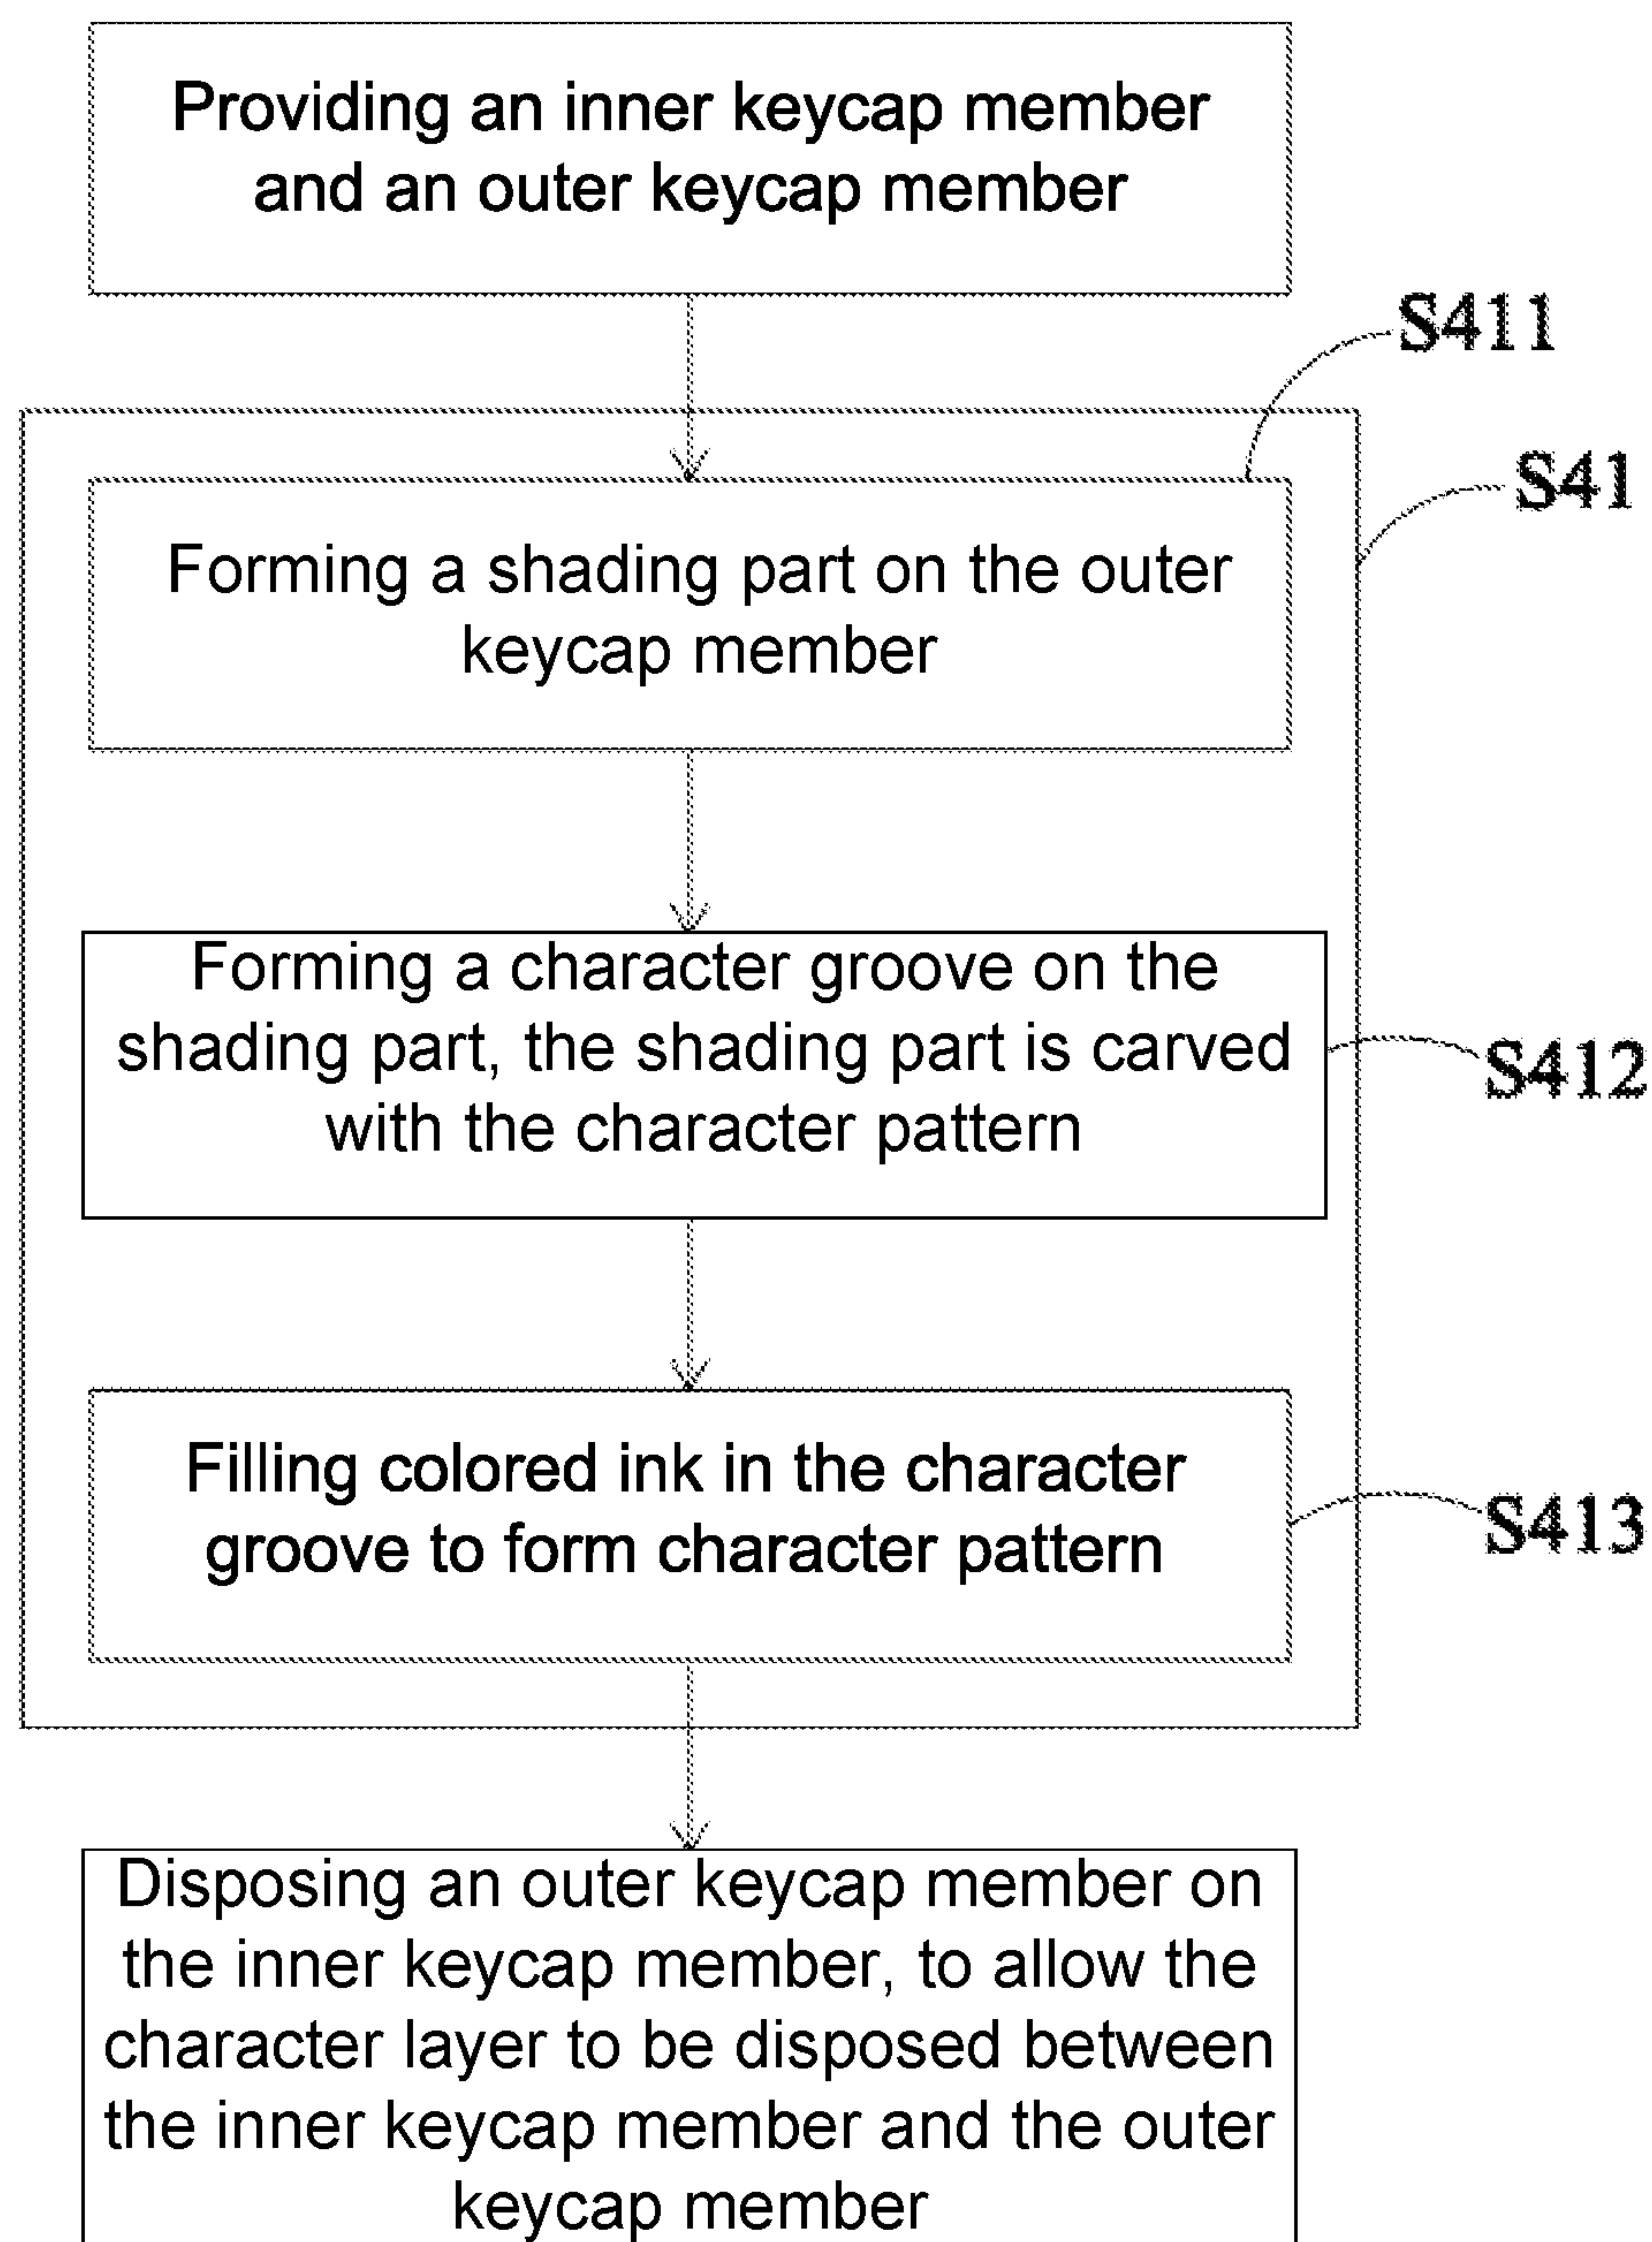 Providing an inner keycap member
and an outer keycap member
S411
S41
Forming a shading part on the outer
keycap member
Forming a character groove on the
shading part, the shading part is carved
with the character pattern
S412
Filling colored ink in the character
groove to form character pattern
S413
Disposing an outer keycap member on
the inner keycap member, to allow the
character layer to be disposed between
the inner keycap member and the outer
keycap member